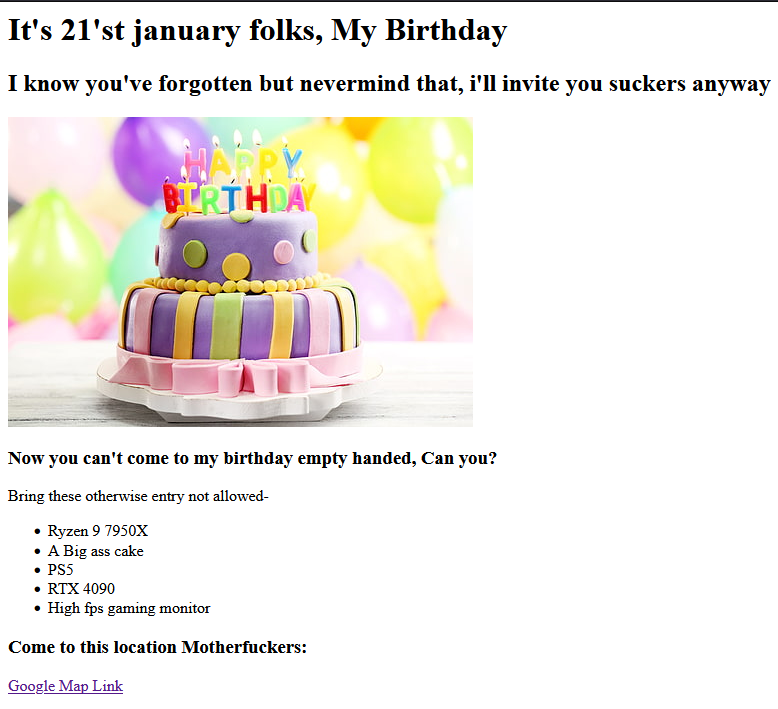 It's 21'st january folks, My Birthday
I know you've forgotten but nevermind that, i'll invite you suckers anyway
HAPPY
BIRTHDAY
Now you can't come to my birthday empty handed, Can you?
Bring these otherwise entry not allowed-
Ryzen 9 7950X
A Big ass cake
PS5
RTX 4090
High fps gaming monitor
Come to this location Motherfuckers:
Google Map Link